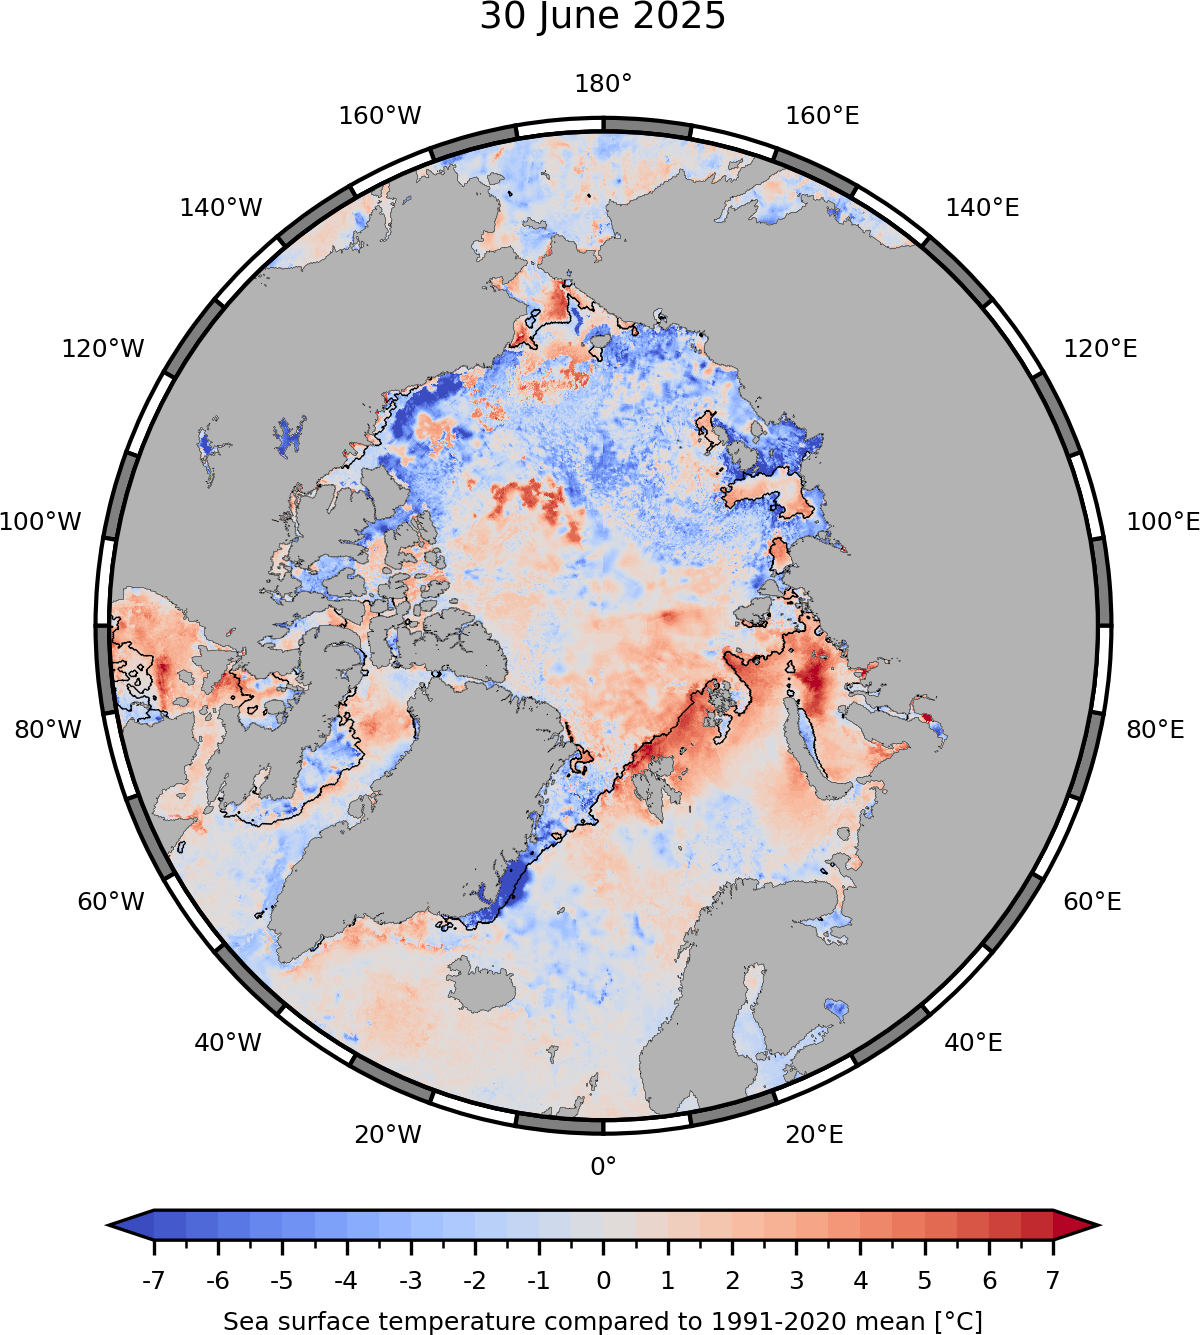 30 June 2025
180°
160°W 160°E
140°W 140°E
120°W 120°E
100°W 100°E
80°W 80°E
60°W 60°E
40°W 40°E
20°W 20°E
0°
-7 -6 -5 -4 -3 -2 -1 0 1 2 3 4 5 6 7
Sea surface temperature compared to 1991-2020 mean [°C]